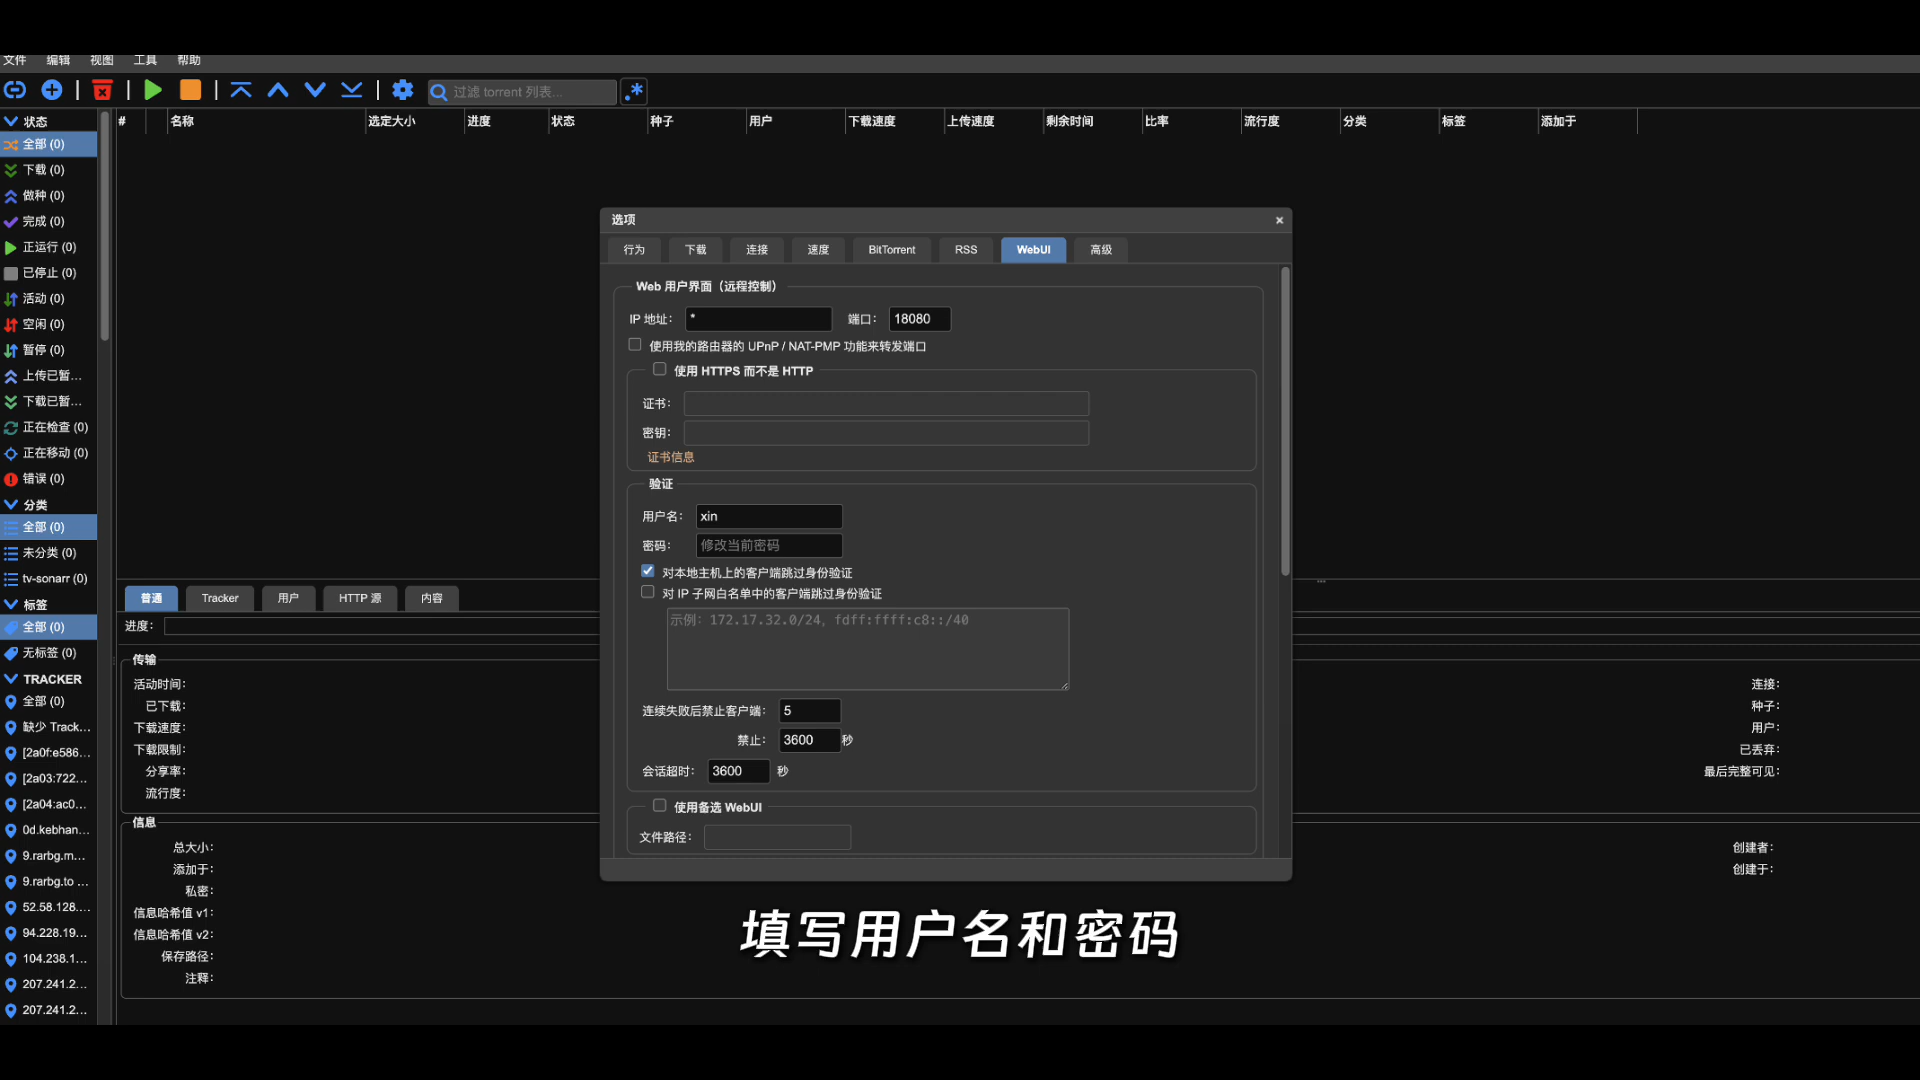 文件 编辑 视图 工具 帮助
过滤 torrent 列表...
.*
状态
全部 (0)
下载 (0)
做种 (0)
完成 (0)
正运行 (0)
已停止 (0)
活动 (0)
空闲 (0)
暂停 (0)
上传已暂...
下载已暂...
正在检查 (0)
正在移动 (0)
错误 (0)
分类
全部 (0)
未分类 (0)
tv-sonarr (0)
标签
全部 (0)
无标签 (0)
TRACKER
全部 (0)
缺少 Track...
[2a0f:e586...
[2a03:722...
[2a04:ac0...
0d.kebhan...
9.rarbg.m...
9.rarbg.to ...
52.58.128....
94.228.19...
104.238.1...
207.241.2...
207.241.2...
# 名称 选定大小 进度 状态 种子 用户 下载速度 上传速度 剩余时间 比率 流行度 分类 标签 添加于
选项 ×
行为 下载 连接 速度 BitTorrent RSS WebUI 高级
Web 用户界面（远程控制）
IP 地址： * 端口： 18080
使用我的路由器的 UPnP / NAT-PMP 功能来转发端口
使用 HTTPS 而不是 HTTP
证书：
密钥：
证书信息
验证
用户名： xin
密码： 修改当前密码
对本地主机上的客户端跳过身份验证
对 IP 子网白名单中的客户端跳过身份验证
示例：172.17.32.0/24，fdff:ffff:c8::/40
连续失败后禁止客户端： 5
禁止： 3600 秒
会话超时： 3600 秒
使用备选 WebUI
文件路径：
普通 Tracker 用户 HTTP 源 内容
进度：
传输
活动时间：
已下载：
下载速度：
下载限制：
分享率：
流行度：
连接：
种子：
用户：
已丢弃：
最后完整可见：
信息
总大小：
添加于：
私密：
信息哈希值 v1：
信息哈希值 v2：
保存路径：
注释：
创建者：
创建于：
填写用户名和密码